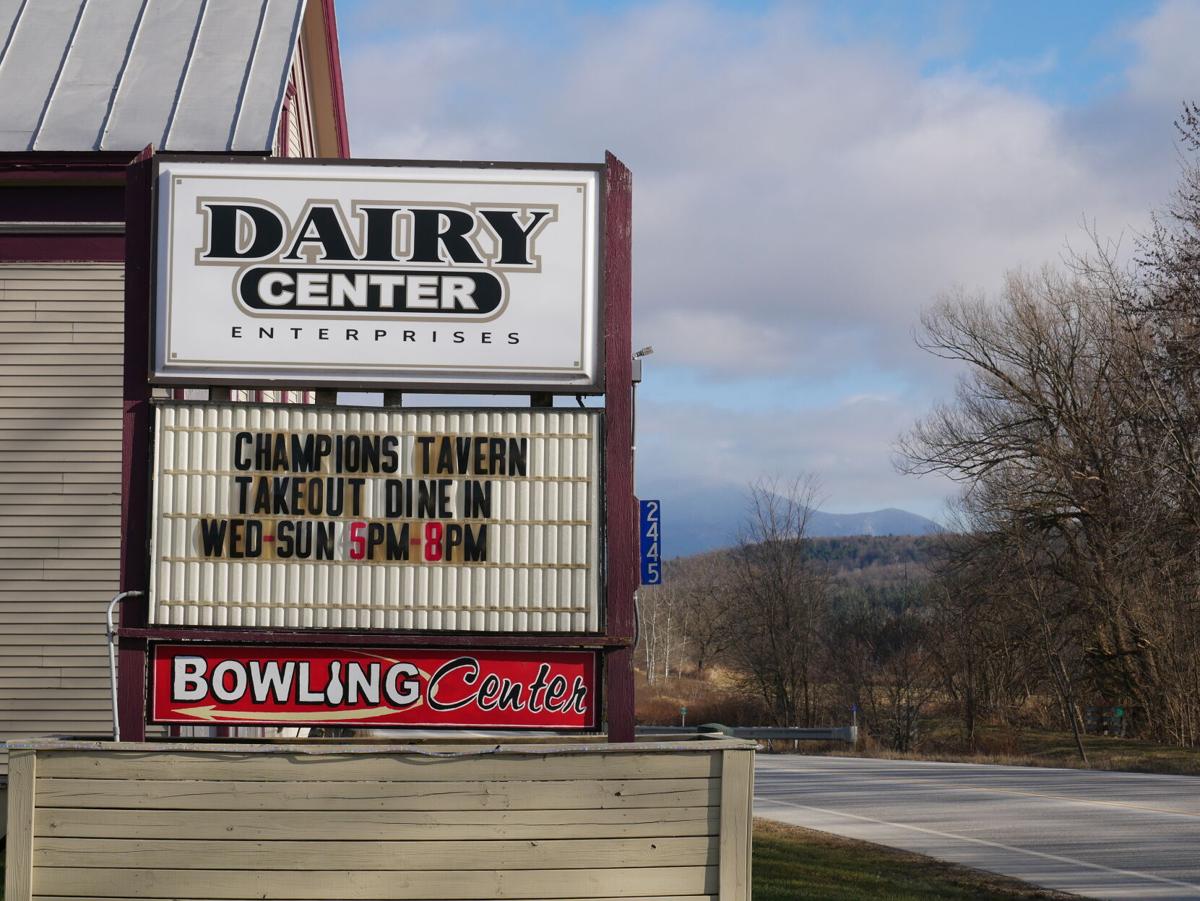 DAIRY
CENTER
ENTERPRISES
CHAMPIONS TAVERN
TAKEOUT DINE IN
WED-SUN 5PM-8PM
2445
BOWLING Center